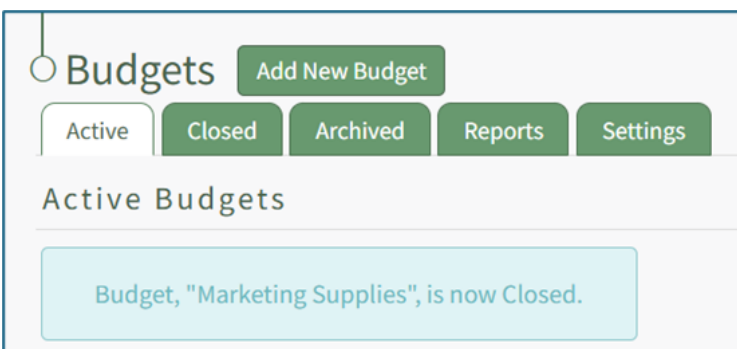 Budgets
Add New Budget
Active
Closed
Archived
Reports
Settings
Active Budgets
Budget, "Marketing Supplies", is now Closed.